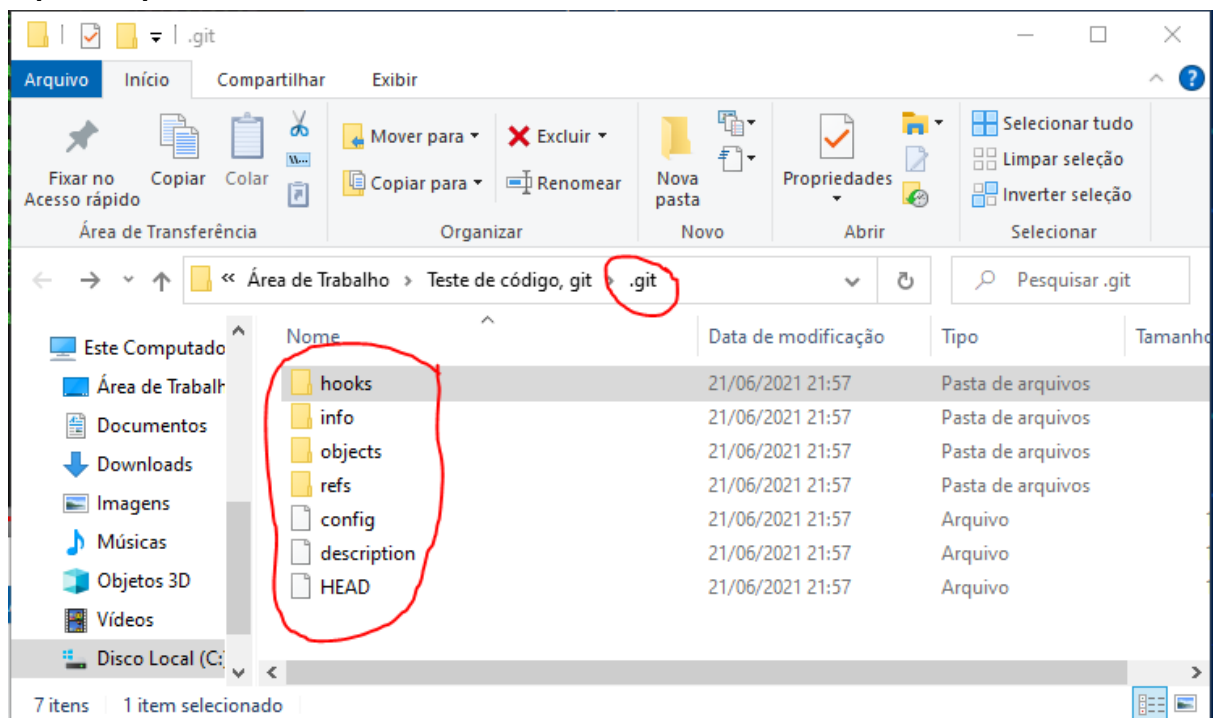 .git
Arquivo Início Compartilhar Exibir
Fixar no Acesso rápido
Copiar
Colar
Mover para
Copiar para
Excluir
Renomear
Nova pasta
Propriedades
Selecionar tudo
Limpar seleção
Inverter seleção
Área de Transferência Organizar Novo Abrir Selecionar
« Área de Trabalho > Teste de código, git > .git
Pesquisar .git
Nome Data de modificação Tipo Tamanho
Este Computado
Área de Trabalh
Documentos
Downloads
Imagens
Músicas
Objetos 3D
Vídeos
Disco Local (C:)
hooks 21/06/2021 21:57 Pasta de arquivos
info 21/06/2021 21:57 Pasta de arquivos
objects 21/06/2021 21:57 Pasta de arquivos
refs 21/06/2021 21:57 Pasta de arquivos
config 21/06/2021 21:57 Arquivo
description 21/06/2021 21:57 Arquivo
HEAD 21/06/2021 21:57 Arquivo
7 itens 1 item selecionado